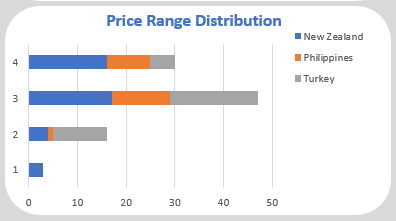 Price Range Distribution
New Zealand
Philippines
Turkey
4
3
2
1
0 10 20 30 40 50